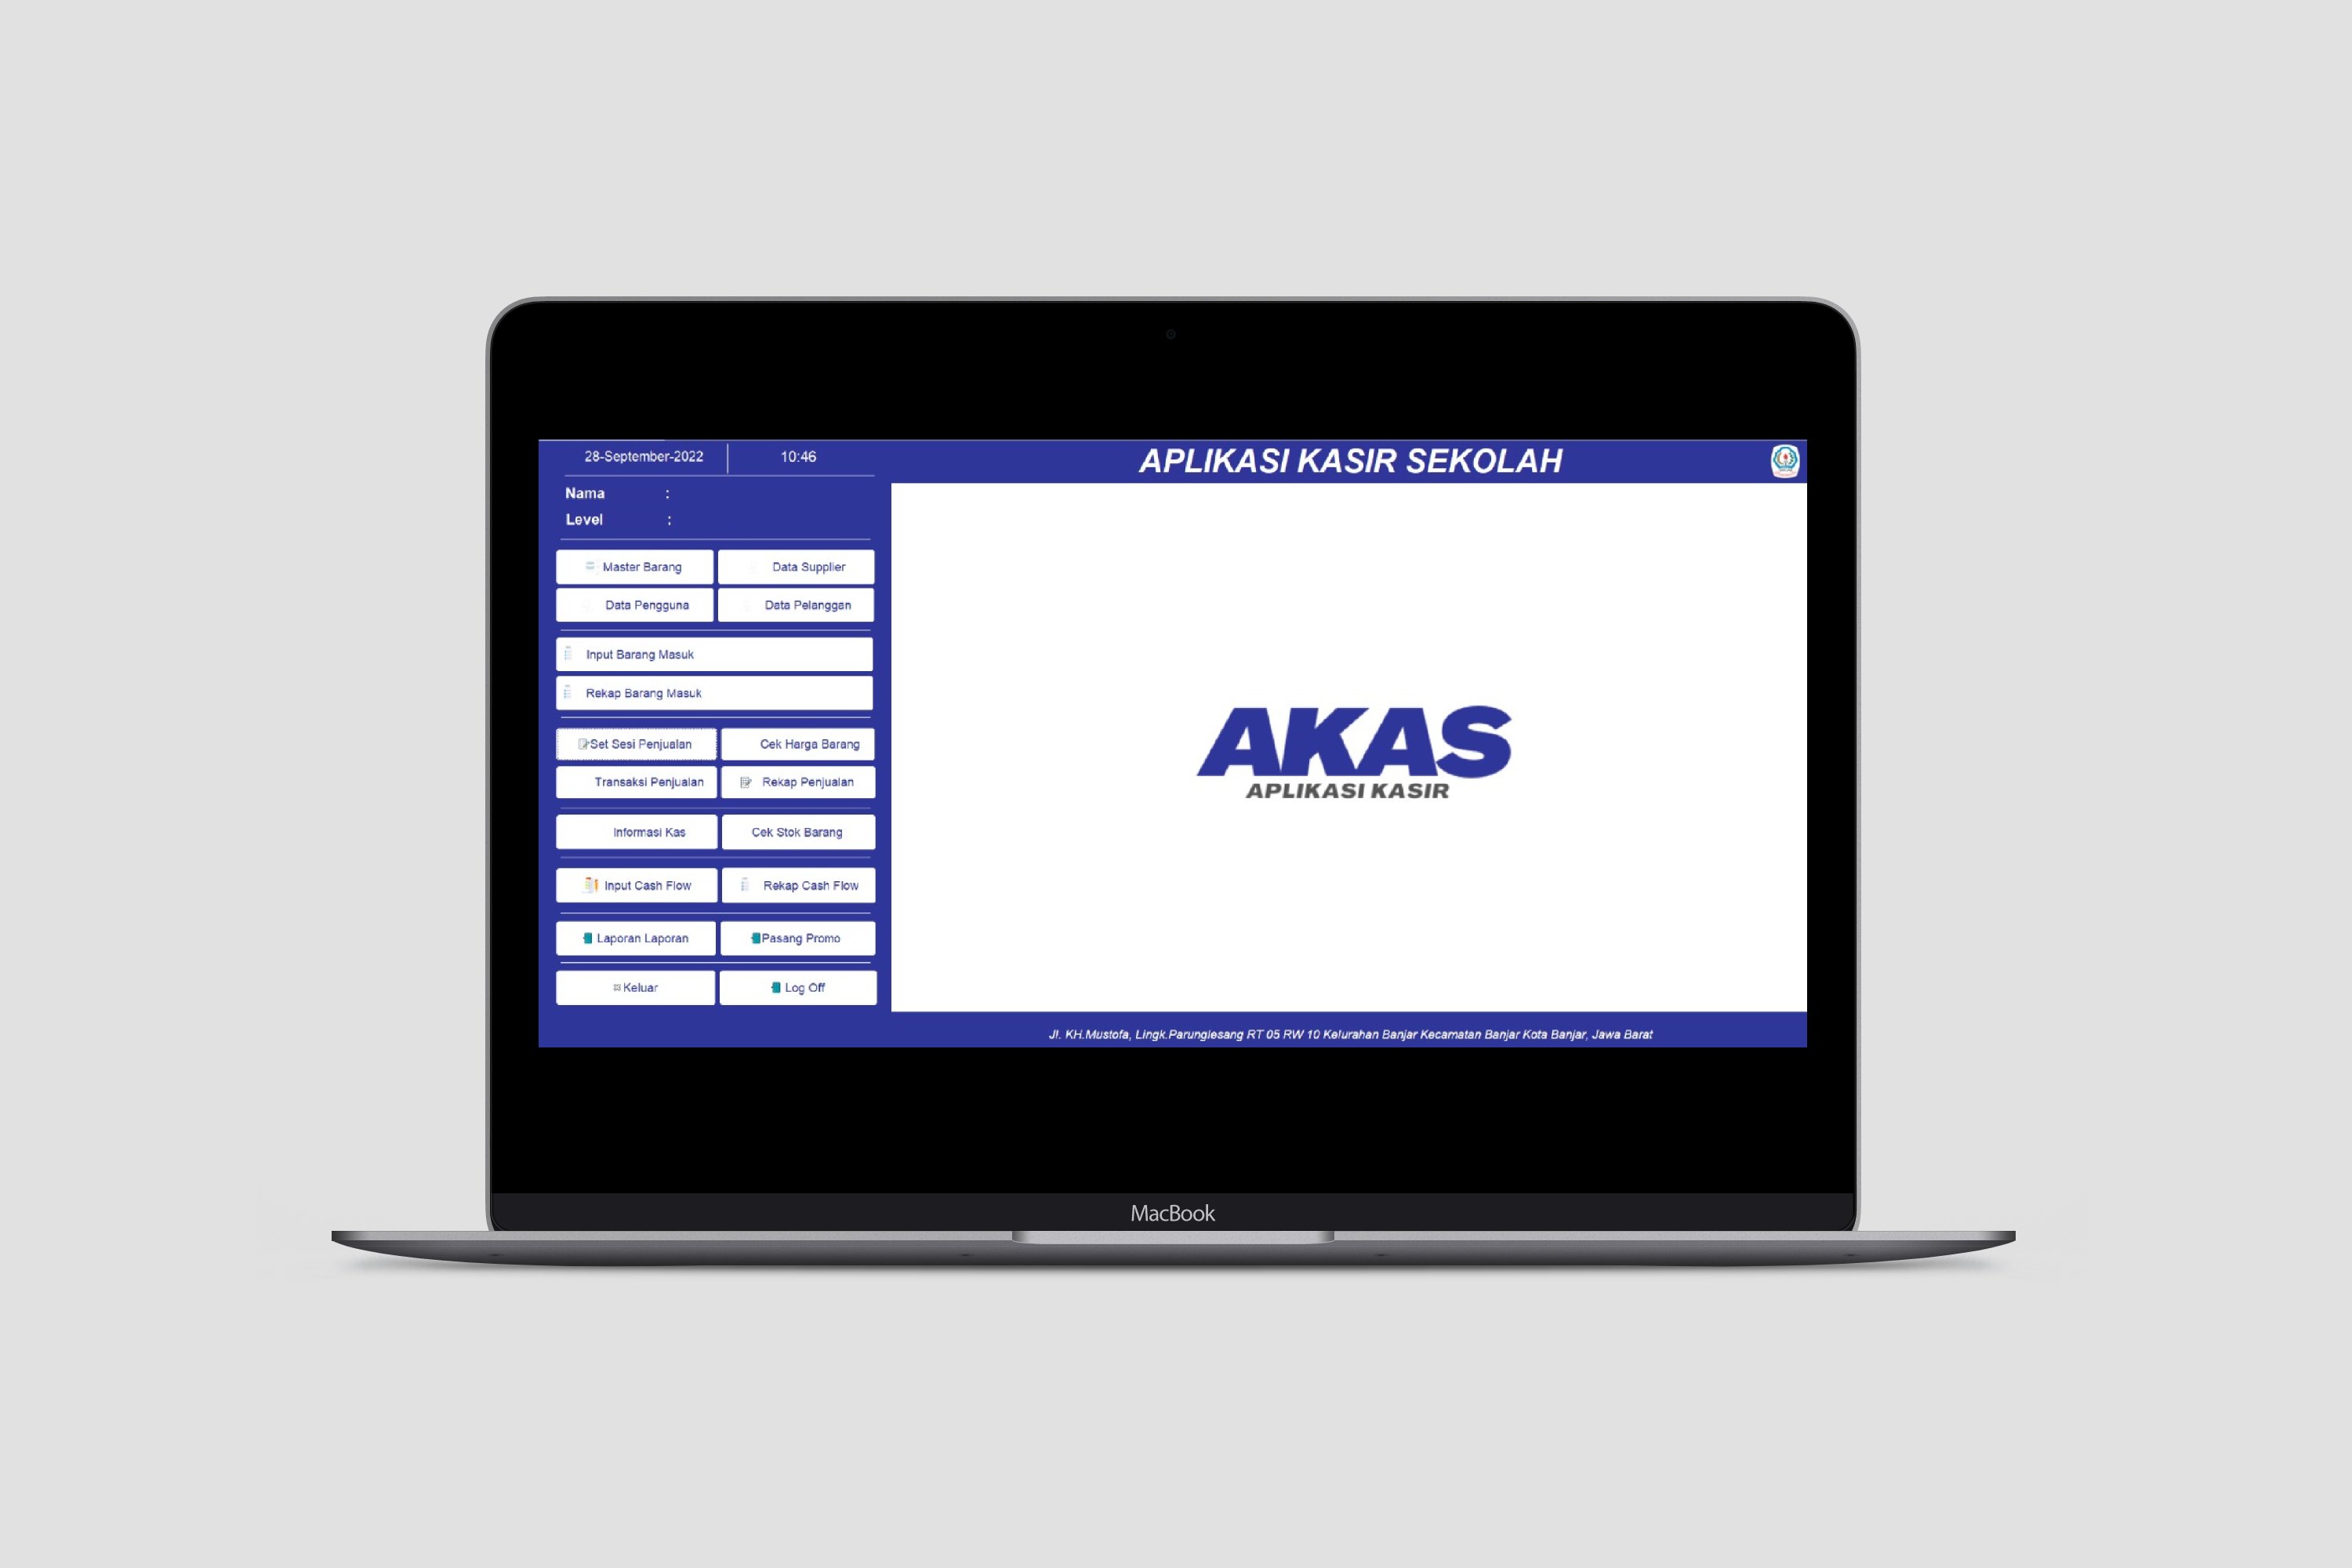 28-September-2022 10:46
APLIKASI KASIR SEKOLAH
Nama :
Level :
Master Barang Data Supplier
Data Pengguna Data Pelanggan
Input Barang Masuk
Rekap Barang Masuk
Set Sesi Penjualan Cek Harga Barang
Transaksi Penjualan Rekap Penjualan
Informasi Kas Cek Stok Barang
Input Cash Flow Rekap Cash Flow
Laporan Laporan Pasang Promo
Keluar Log Off
AKAS
APLIKASI KASIR
Jl. KH.Mustofa, Lingk.Parunglesang RT 05 RW 10 Kelurahan Banjar Kecamatan Banjar Kota Banjar, Jawa Barat
MacBook